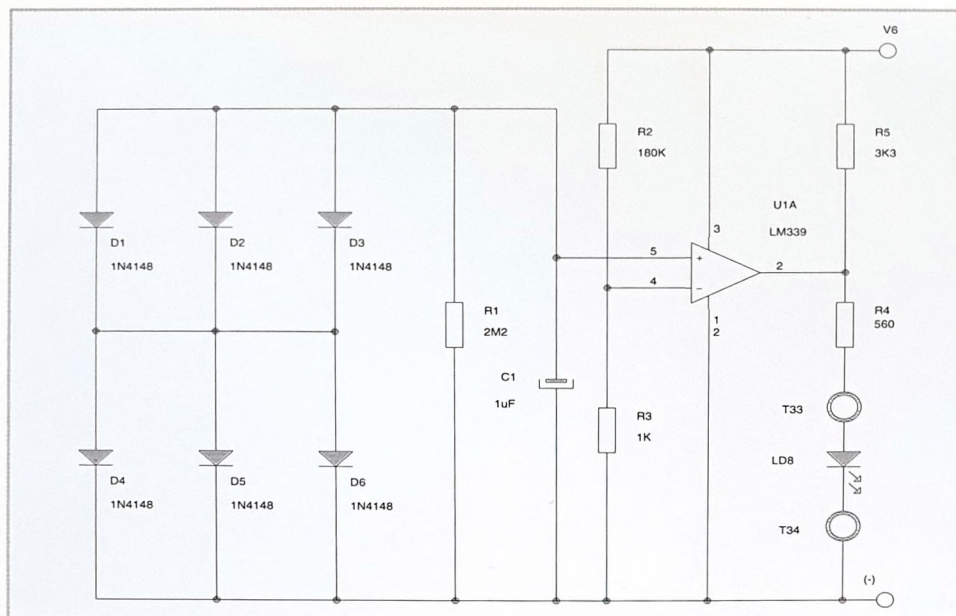 V6
R2
180K
R5
3K3
U1A
LM339
3
D1
1N4148
D2
1N4148
D3
1N4148
5
+
2
4
−
R1
2M2
1
2
R4
560
C1
1uF
R3
1K
T33
LD8
D4
1N4148
D5
1N4148
D6
1N4148
T34
(-)